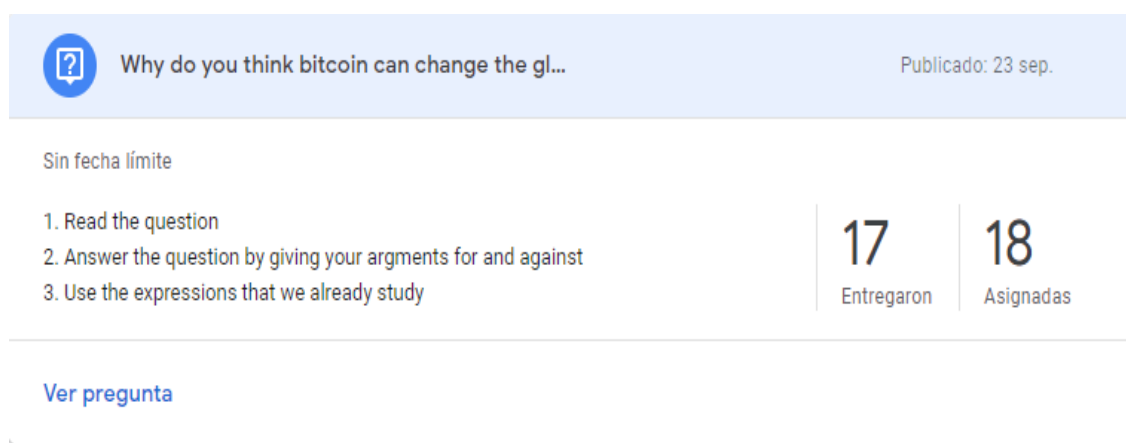 Why do you think bitcoin can change the gl...
Publicado: 23 sep.
Sin fecha límite
1. Read the question
2. Answer the question by giving your argments for and against
3. Use the expressions that we already study
17
Entregaron
18
Asignadas
Ver pregunta